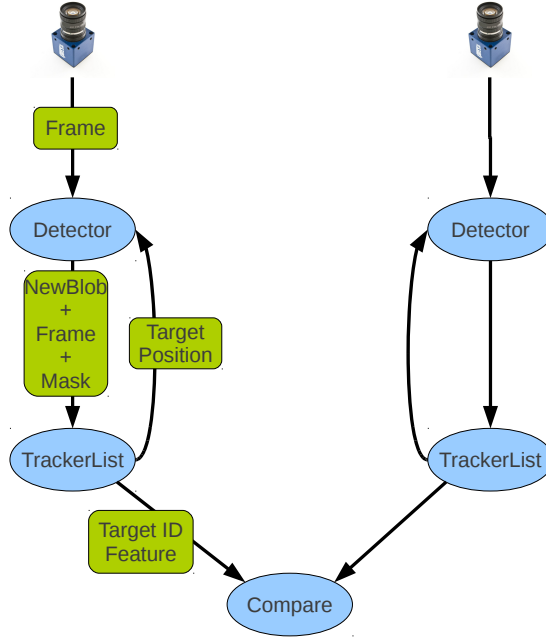 Frame
Detector
Detector
NewBlob
+
Frame
+
Mask
Target
Position
TrackerList
TrackerList
Target ID
Feature
Compare